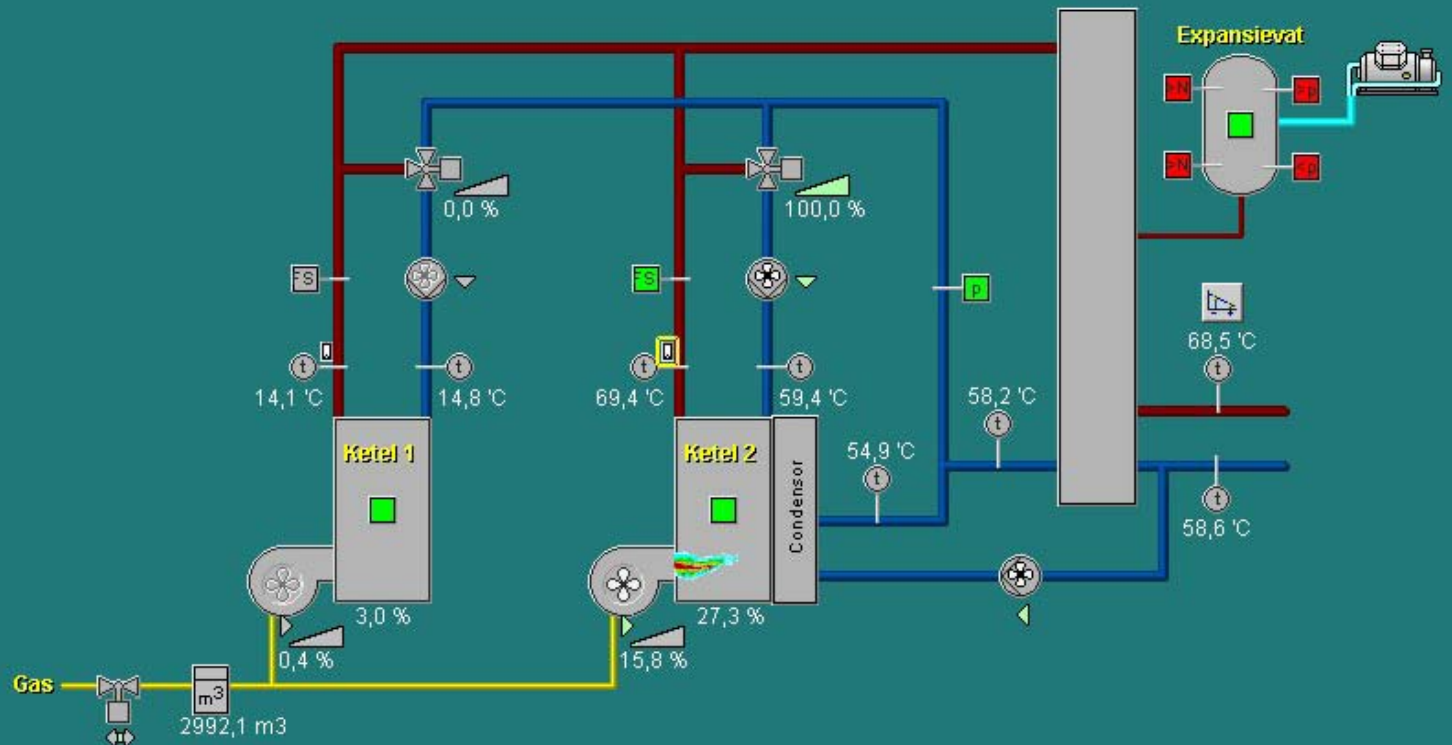 Expansievat
>N
>p
>N
<p
0,0 %
100,0 %
FS
FS
p
68,5 'C
t
t
t
t
t
14,1 'C
14,8 'C
69,4 'C
59,4 'C
58,2 'C
t
Ketel 1
Ketel 2
54,9 'C
t
t
Condensor
58,6 'C
3,0 %
27,3 %
0,4 %
15,8 %
Gas
m3
2992,1 m3